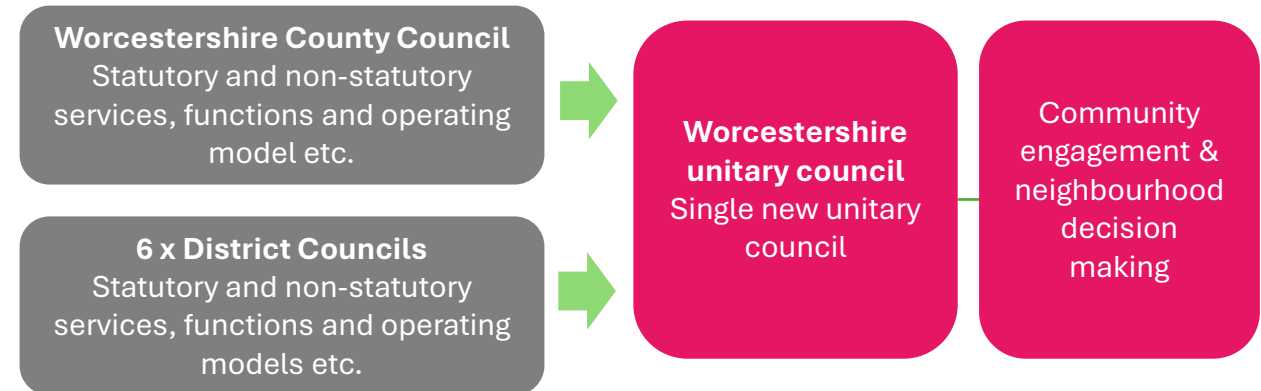 Worcestershire County Council
Statutory and non-statutory
services, functions and operating
model etc.
6 x District Councils
Statutory and non-statutory
services, functions and operating
models etc.
Worcestershire
unitary council
Single new unitary
council
Community
engagement &
neighbourhood
decision
making